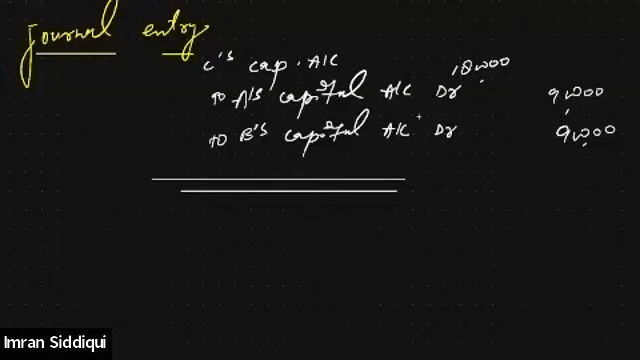 Journal entry
C's cap. A/C 18,000
To A's capital A/C Dr 9,000
To B's capital A/C Dr 9,000
Imran Siddiqui